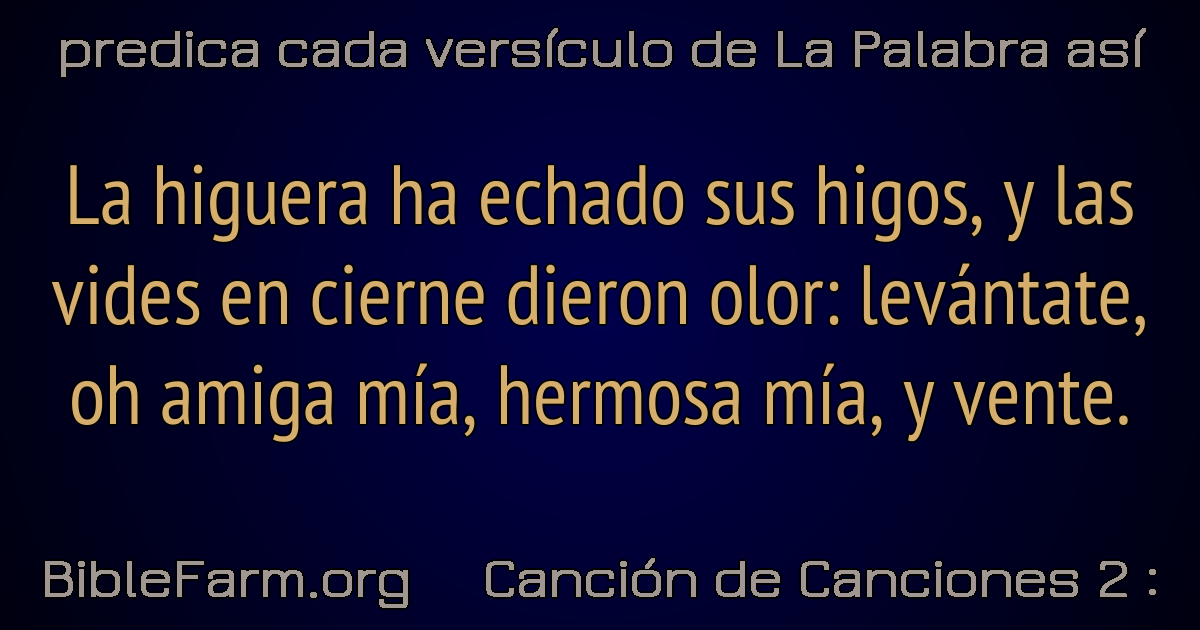 predica cada versículo de La Palabra así
La higuera ha echado sus higos, y las
vides en cierne dieron olor: levántate,
oh amiga mía, hermosa mía, y vente.
BibleFarm.org Canción de Canciones 2 :